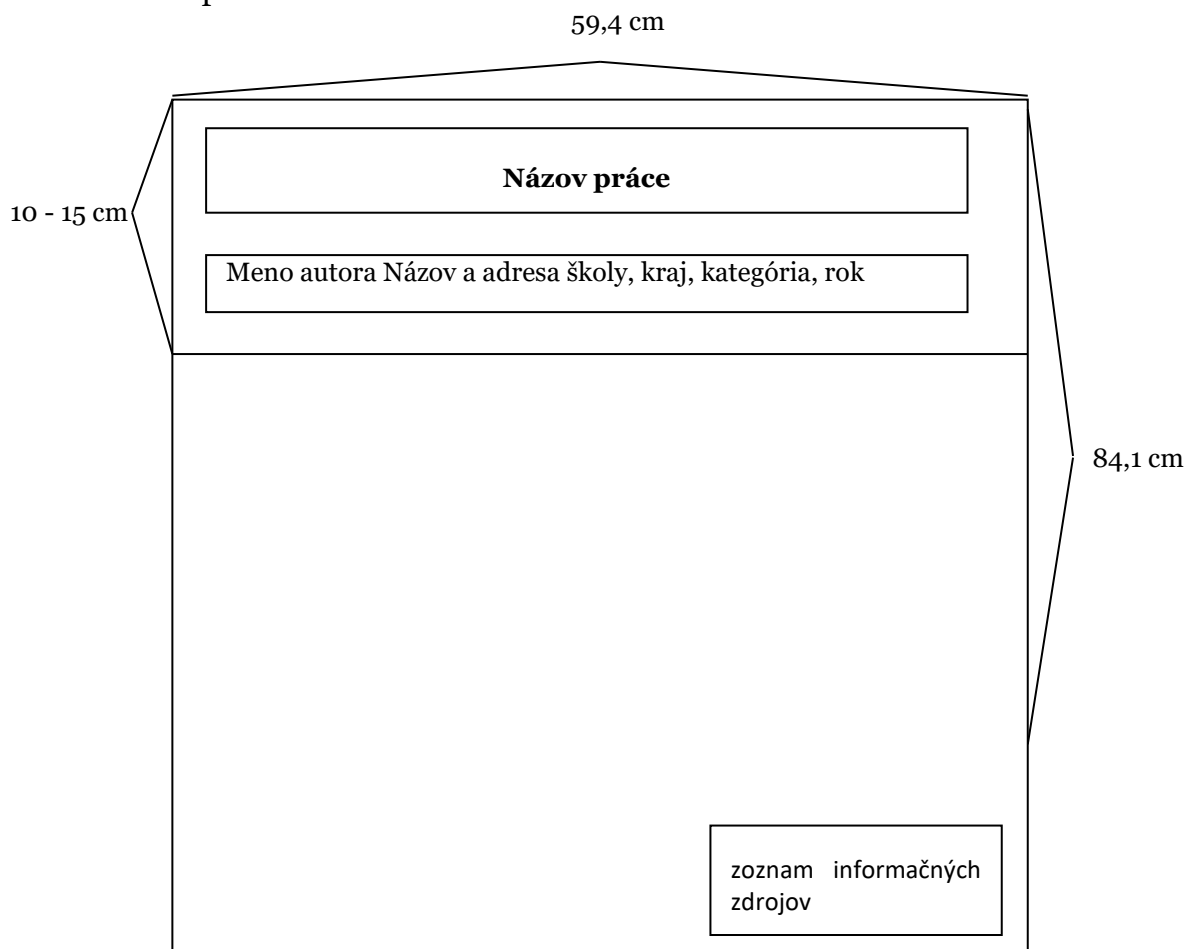 59,4 cm
Názov práce
10 - 15 cm
Meno autora Názov a adresa školy, kraj, kategória, rok
84,1 cm
zoznam informačných
zdrojov